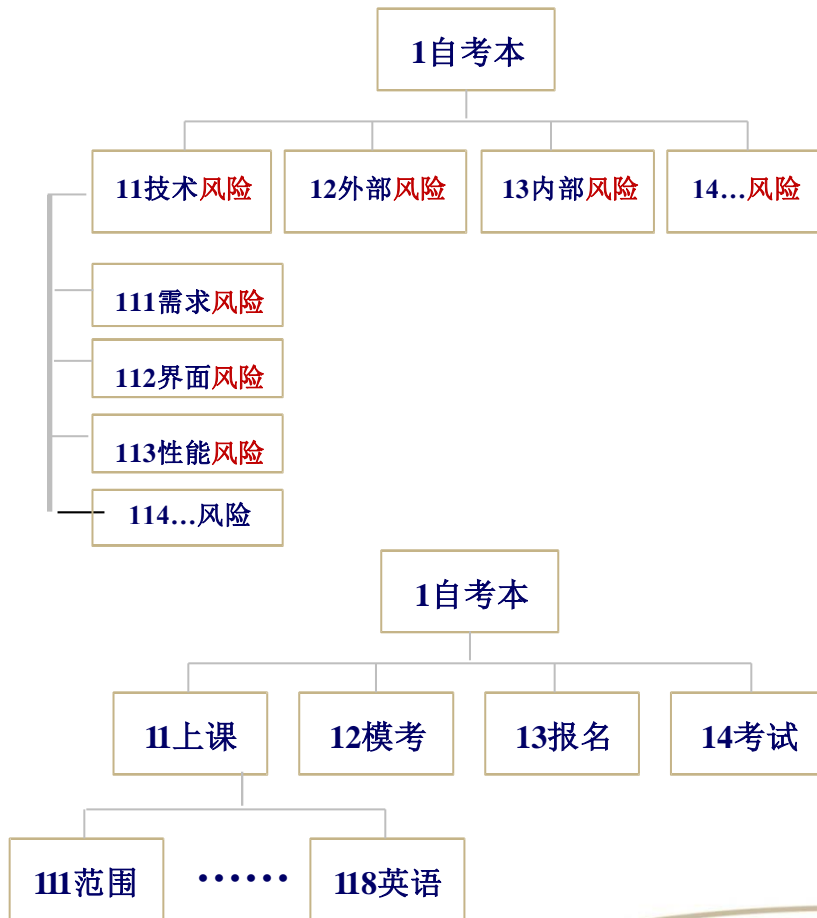 1自考本
11技术风险
12外部风险
13内部风险
14...风险
111需求风险
112界面风险
113性能风险
114...风险
1自考本
11上课
12模考
13报名
14考试
111范围
……
118英语